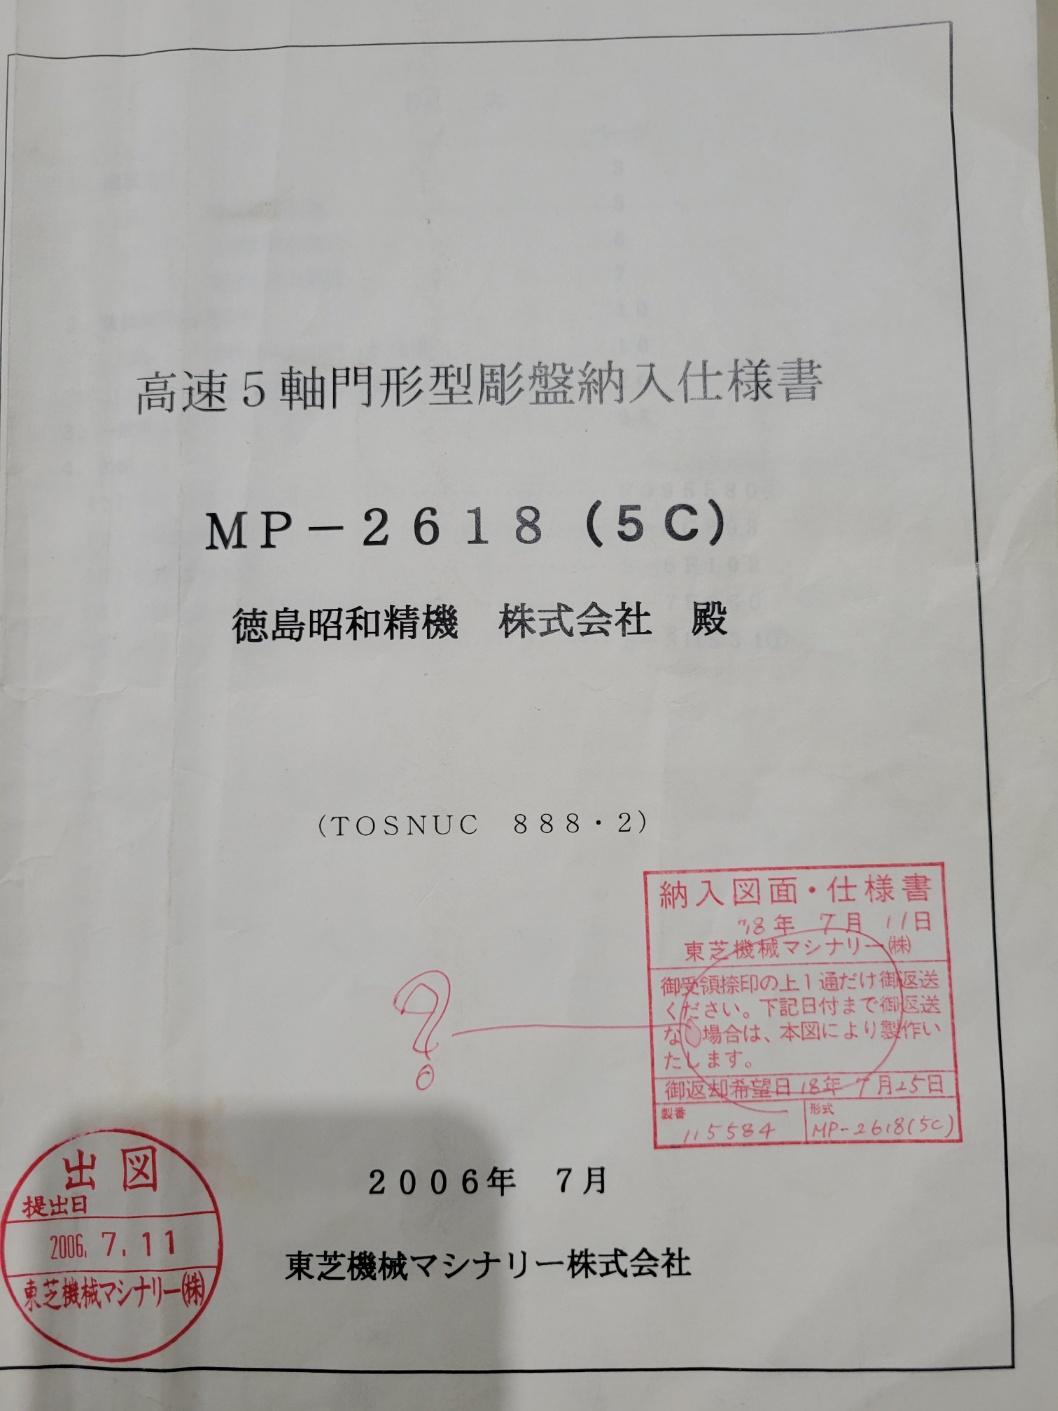 高速5軸門形型彫盤納入仕様書
MP-2618(5C)
徳島昭和精機 株式会社 殿
(TOSNUC 888・2)
納入図面・仕様書
18年 7月 11日
東芝機械マシナリー(株)
御受領捺印の上1通だけ御返送
ください。下記日付まで御返送
な 場合は、本図により製作い
たします。
御返却希望日 18年 7月25日
製番
115584
形式
MP-2618(5C)
?
2006年 7月
東芝機械マシナリー株式会社
出図
提出日
2006. 7. 11
東芝機械マシナリー(株)